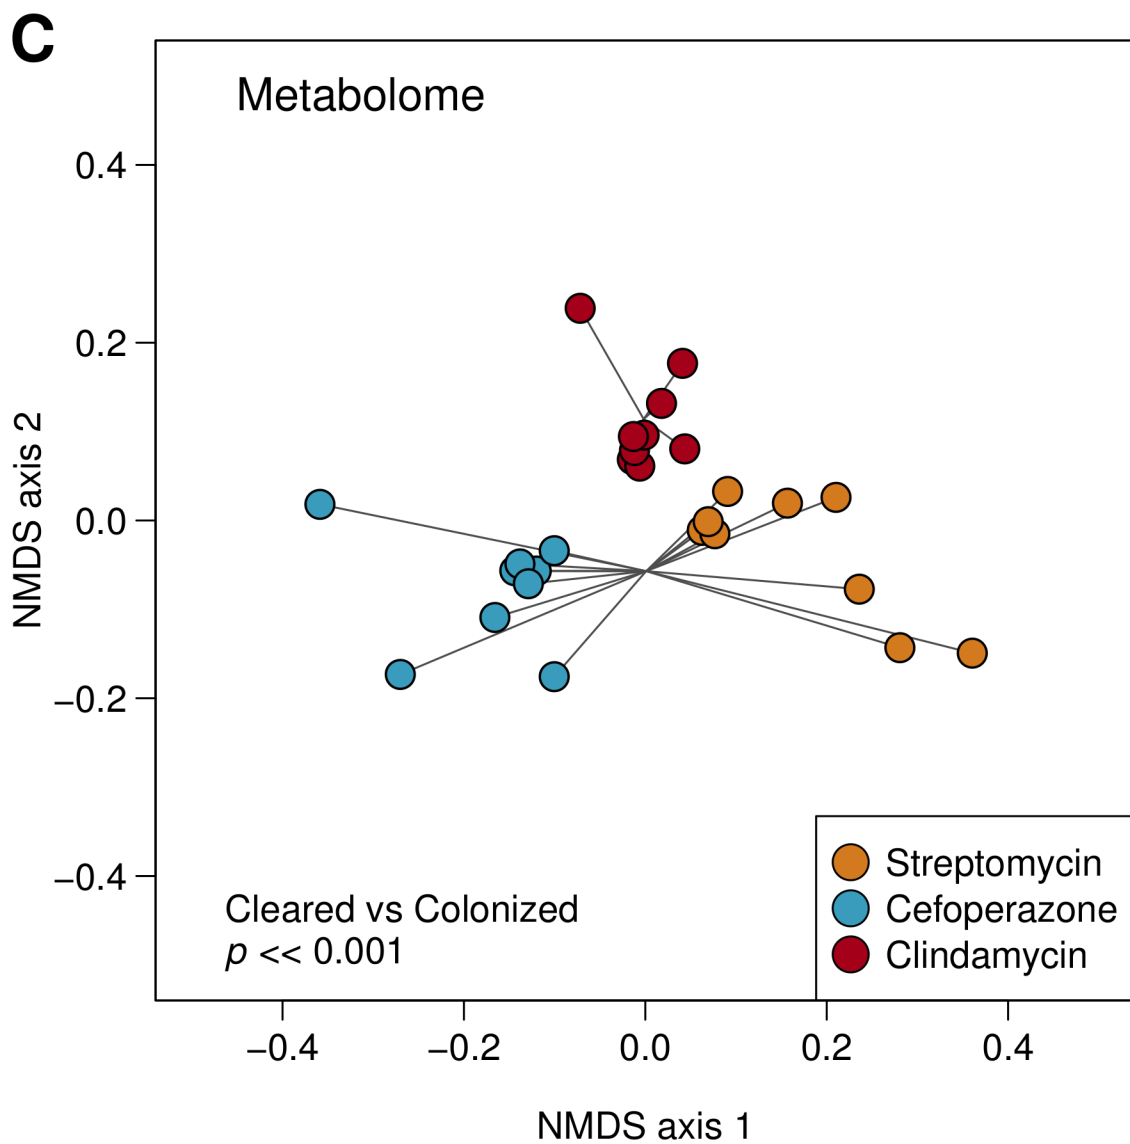 C
Metabolome
0.4
0.2
0.0
−0.2
−0.4
NMDS axis 2
Cleared vs Colonized
p << 0.001
Streptomycin
Cefoperazone
Clindamycin
−0.4 −0.2 0.0 0.2 0.4
NMDS axis 1